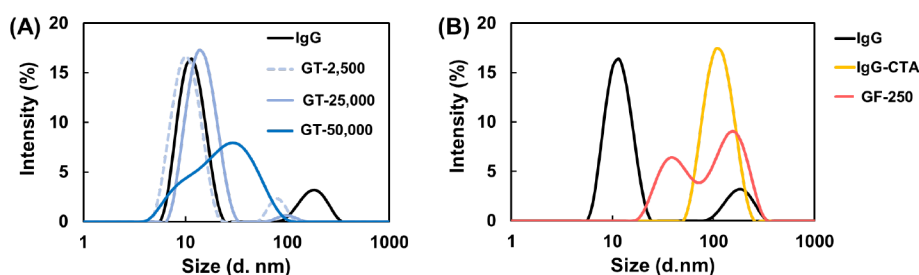 (A)
Intensity (%)
20
15
10
5
0
1
10
100
1000
Size (d. nm)
IgG
GT-2,500
GT-25,000
GT-50,000
(B)
Intensity (%)
20
15
10
5
0
1
10
100
1000
Size (d.nm)
IgG
IgG-CTA
GF-250